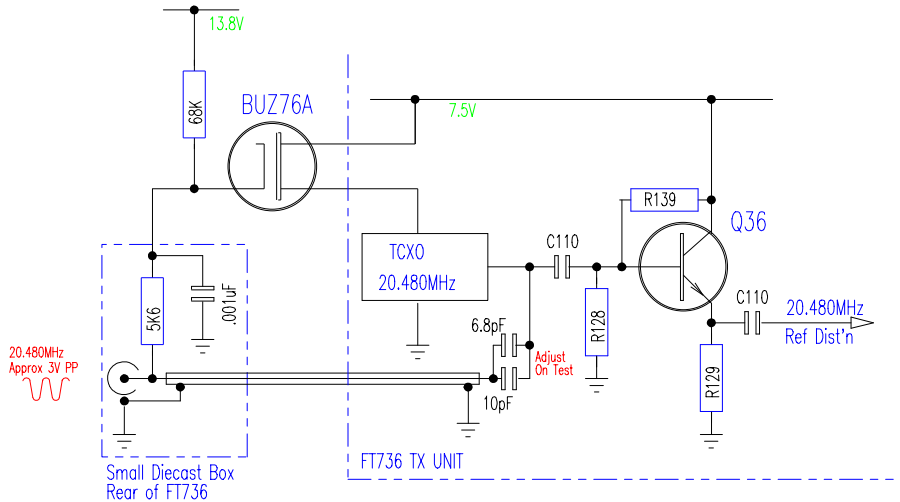 13.8V
68K
BUZ76A
7.5V
R139
Q36
TCXO
20.480MHz
C110
R128
C110
20.480MHz
Ref Dist'n
R129
5K6
.001uF
6.8pF
Adjust
On Test
10pF
20.480MHz
Approx 3V PP
FT736 TX UNIT
Small Diecast Box
Rear of FT736